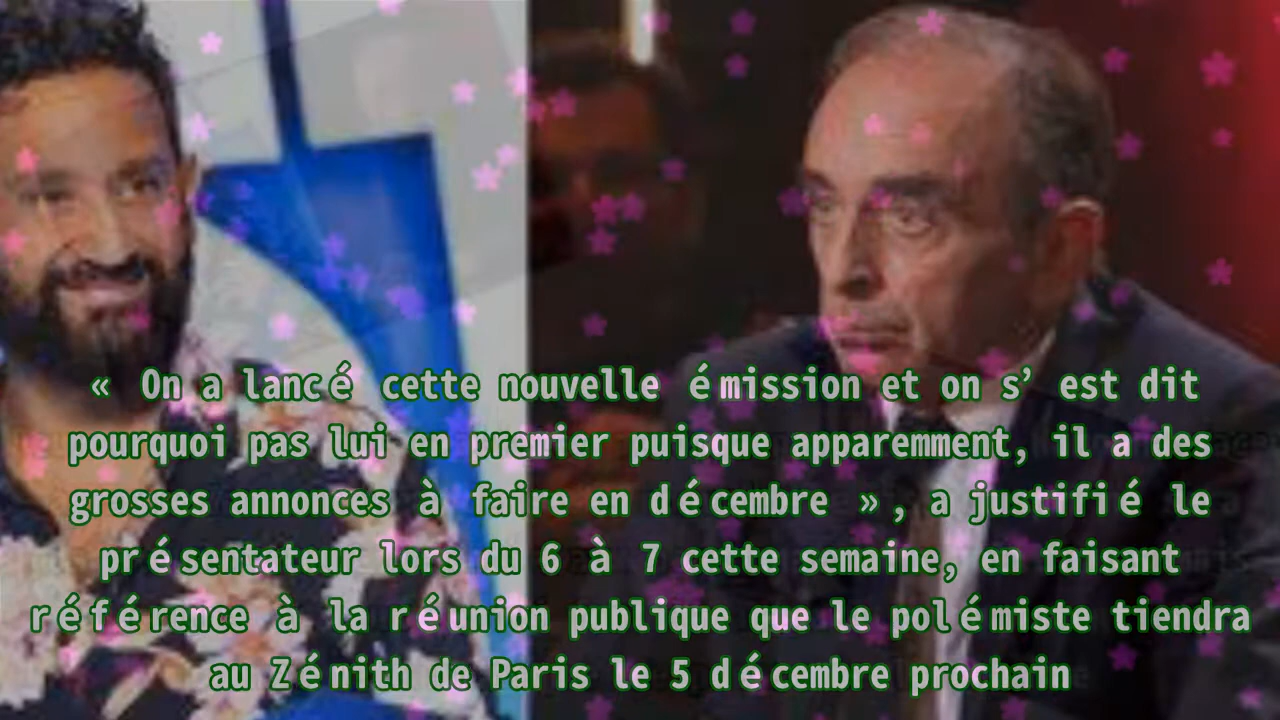 « On a lancé cette nouvelle émission et on s’ est dit
pourquoi pas lui en premier puisque apparemment, il a des
grosses annonces à faire en décembre », a justifié le
présentateur lors du 6 à 7 cette semaine, en faisant
référence à la réunion publique que le polémiste tiendra
au Zénith de Paris le 5 décembre prochain